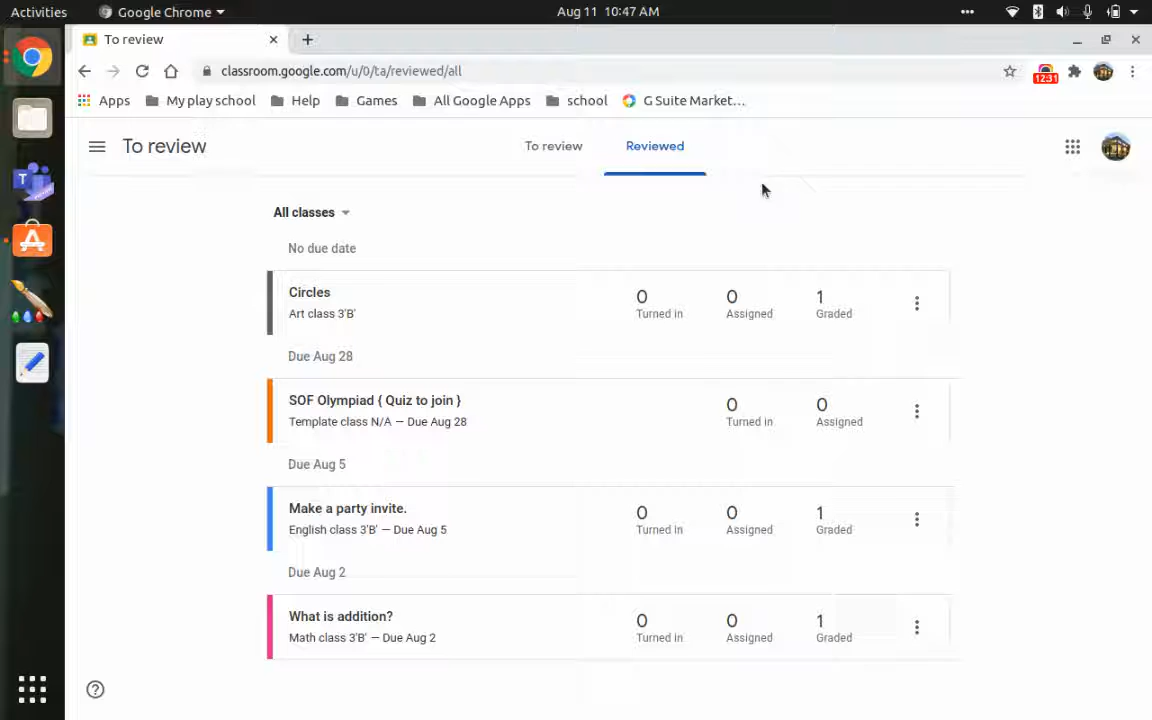 Activities Google Chrome Aug 11 10:47 AM
To review
classroom.google.com/u/0/ta/reviewed/all 12:31
Apps My play school Help Games All Google Apps school G Suite Market...
To review To review Reviewed
All classes
No due date
Circles
Art class 3'B'
0 Turned in 0 Assigned 1 Graded
Due Aug 28
SOF Olympiad { Quiz to join }
Template class N/A — Due Aug 28
0 Turned in 0 Assigned
Due Aug 5
Make a party invite.
English class 3'B' — Due Aug 5
0 Turned in 0 Assigned 1 Graded
Due Aug 2
What is addition?
Math class 3'B' — Due Aug 2
0 Turned in 0 Assigned 1 Graded